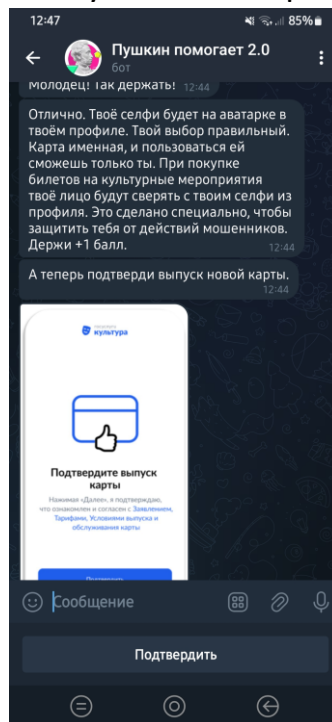 12:47
85%
Пушкин помогает 2.0
бот
Молодец! Так держать! 12:44
Отлично. Твоё селфи будет на аватарке в
твоём профиле. Твой выбор правильный.
Карта именная, и пользоваться ей
сможешь только ты. При покупке
билетов на культурные мероприятия
твоё лицо будут сверять с твоим селфи из
профиля. Это сделано специально, чтобы
защитить тебя от действий мошенников.
Держи +1 балл. 12:44
А теперь подтверди выпуск новой карты.
12:44
культура
Подтвердите выпуск
карты
Нажимая «Далее», я подтверждаю,
что ознакомлен и согласен с Заявлением,
Тарифами, Условиями выпуска и
обслуживания карты
Подтвердить
Сообщение
Подтвердить